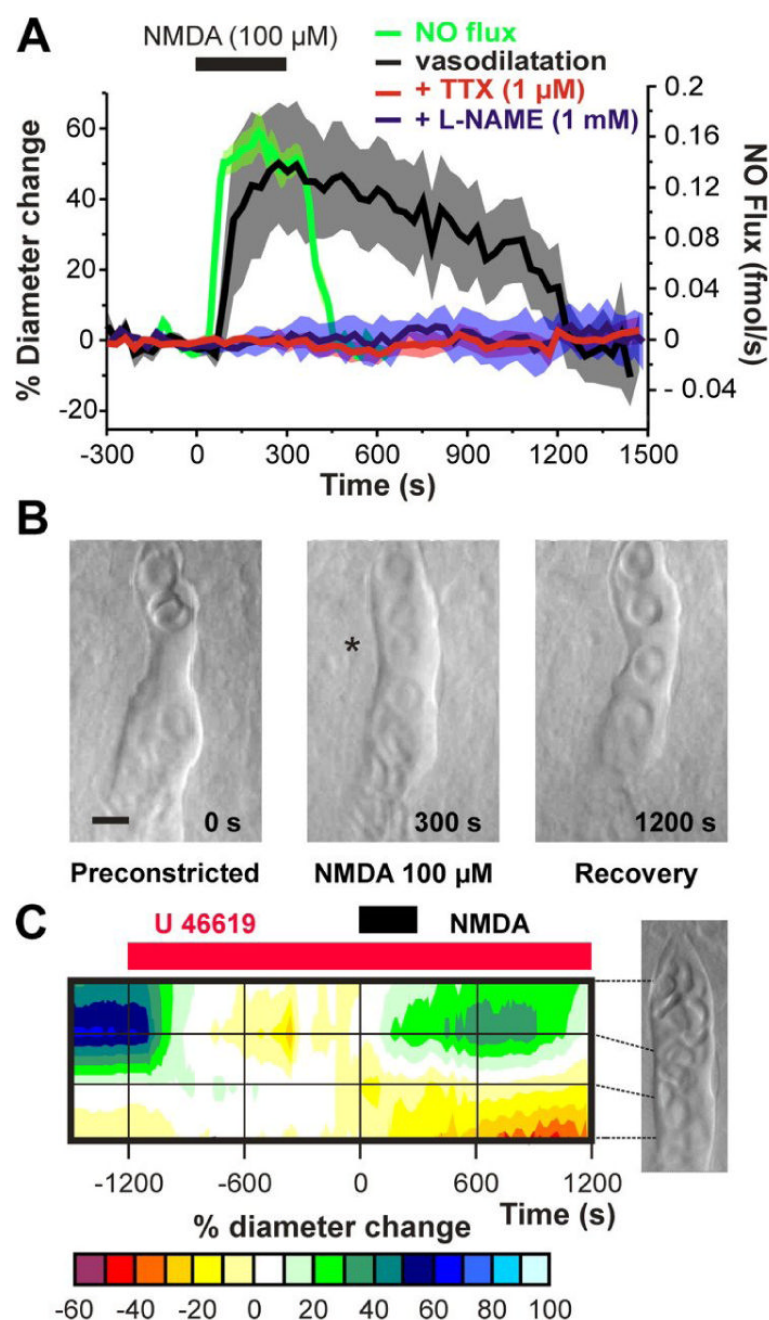 A
NMDA (100 µM)
NO flux
vasodilatation
+ TTX (1 µM)
+ L-NAME (1 mM)
% Diameter change
60
40
20
0
-20
0.2
0.16
0.12
0.08
0.04
0
- 0.04
NO Flux (fmol/s)
-300 0 300 600 900 1200 1500
Time (s)
B
*
0 s 300 s 1200 s
Preconstricted NMDA 100 µM Recovery
C
U 46619 NMDA
-1200 -600 0 600 1200
% diameter change Time (s)
-60 -40 -20 0 20 40 60 80 100